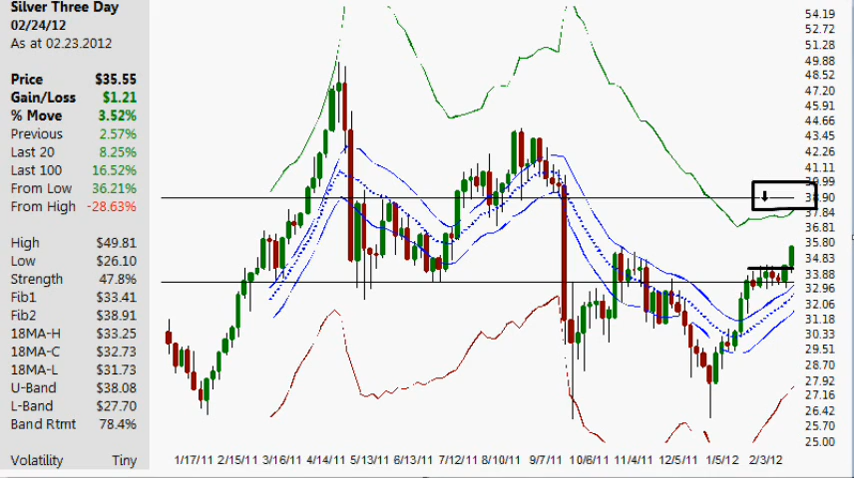 Silver Three Day
02/24/12
As at 02.23.2012
Price $35.55
Gain/Loss $1.21
% Move 3.52%
Previous 2.57%
Last 20 8.25%
Last 100 16.52%
From Low 36.21%
From High -28.63%
High $49.81
Low $26.10
Strength 47.8%
Fib1 $33.41
Fib2 $38.91
18MA-H $33.25
18MA-C $32.73
18MA-L $31.73
U-Band $38.08
L-Band $27.70
Band Rtmt 78.4%
Volatility Tiny
54.19
52.72
51.28
49.88
48.52
47.20
45.91
44.66
43.45
42.26
41.11
39.99
38.90
37.84
36.81
35.80
34.83
33.88
32.96
32.06
31.18
30.33
29.51
28.70
27.92
27.16
26.42
25.70
25.00
1/17/11 2/15/11 3/16/11 4/14/11 5/13/11 6/13/11 7/12/11 8/10/11 9/7/11 10/6/11 11/4/11 12/5/11 1/5/12 2/3/12